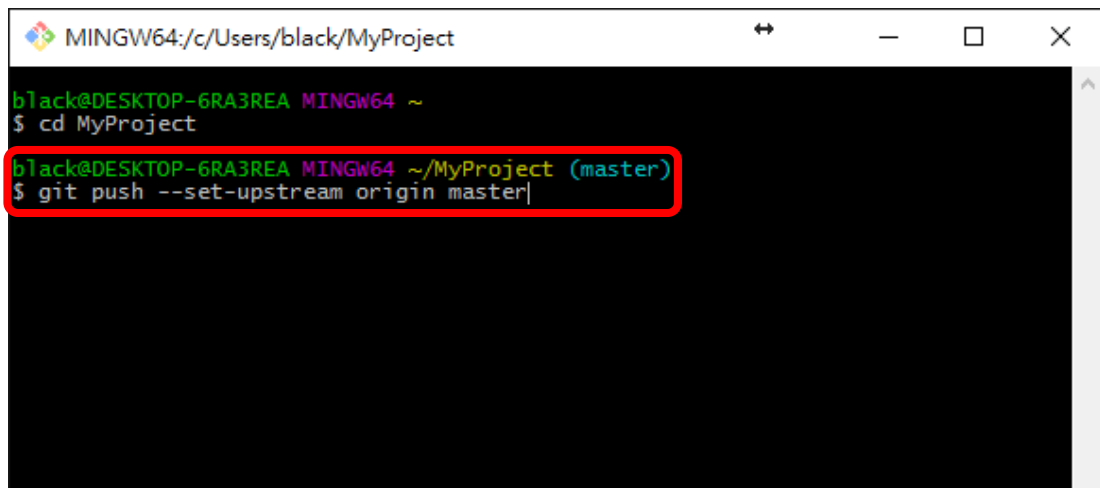 MINGW64:/c/Users/black/MyProject
black@DESKTOP-6RA3REA MINGW64 ~
$ cd MyProject
black@DESKTOP-6RA3REA MINGW64 ~/MyProject (master)
$ git push --set-upstream origin master